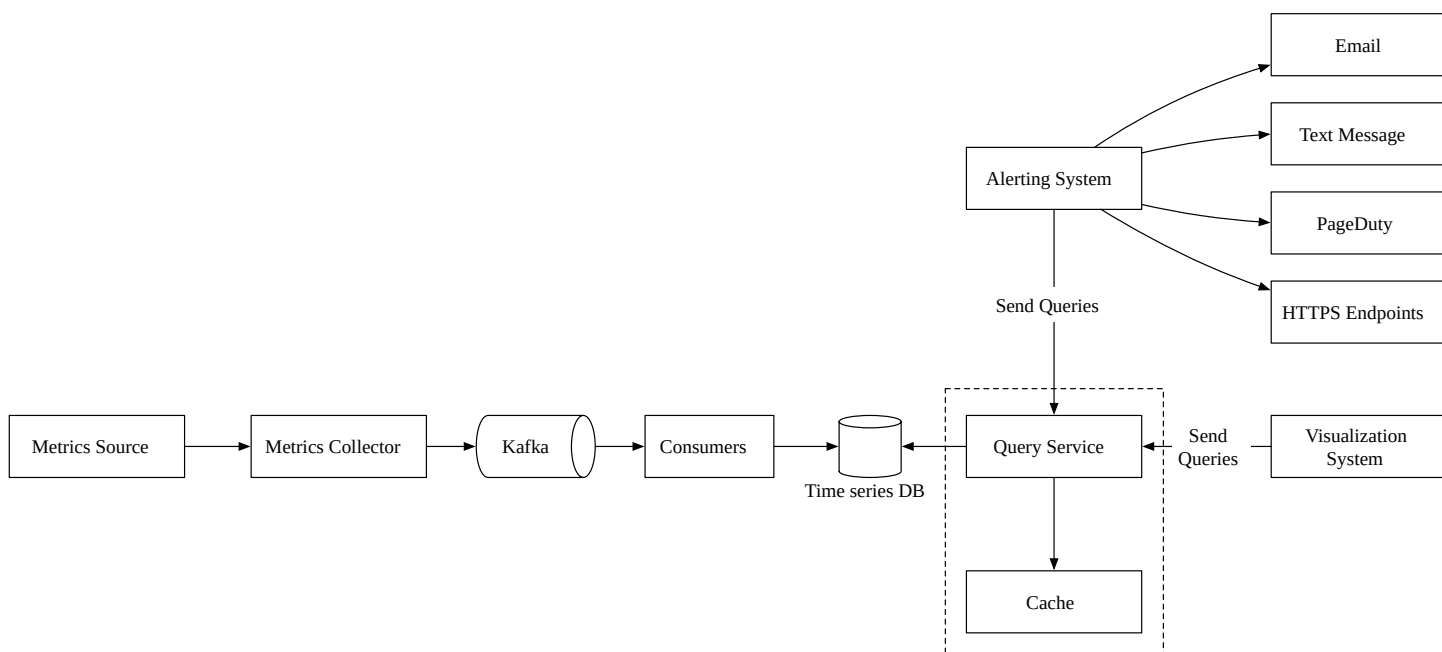 Email
Text Message
Alerting System
PageDuty
Send Queries
HTTPS Endpoints
Metrics Source
Metrics Collector
Kafka
Consumers
Time series DB
Query Service
Send
Queries
Visualization
System
Cache